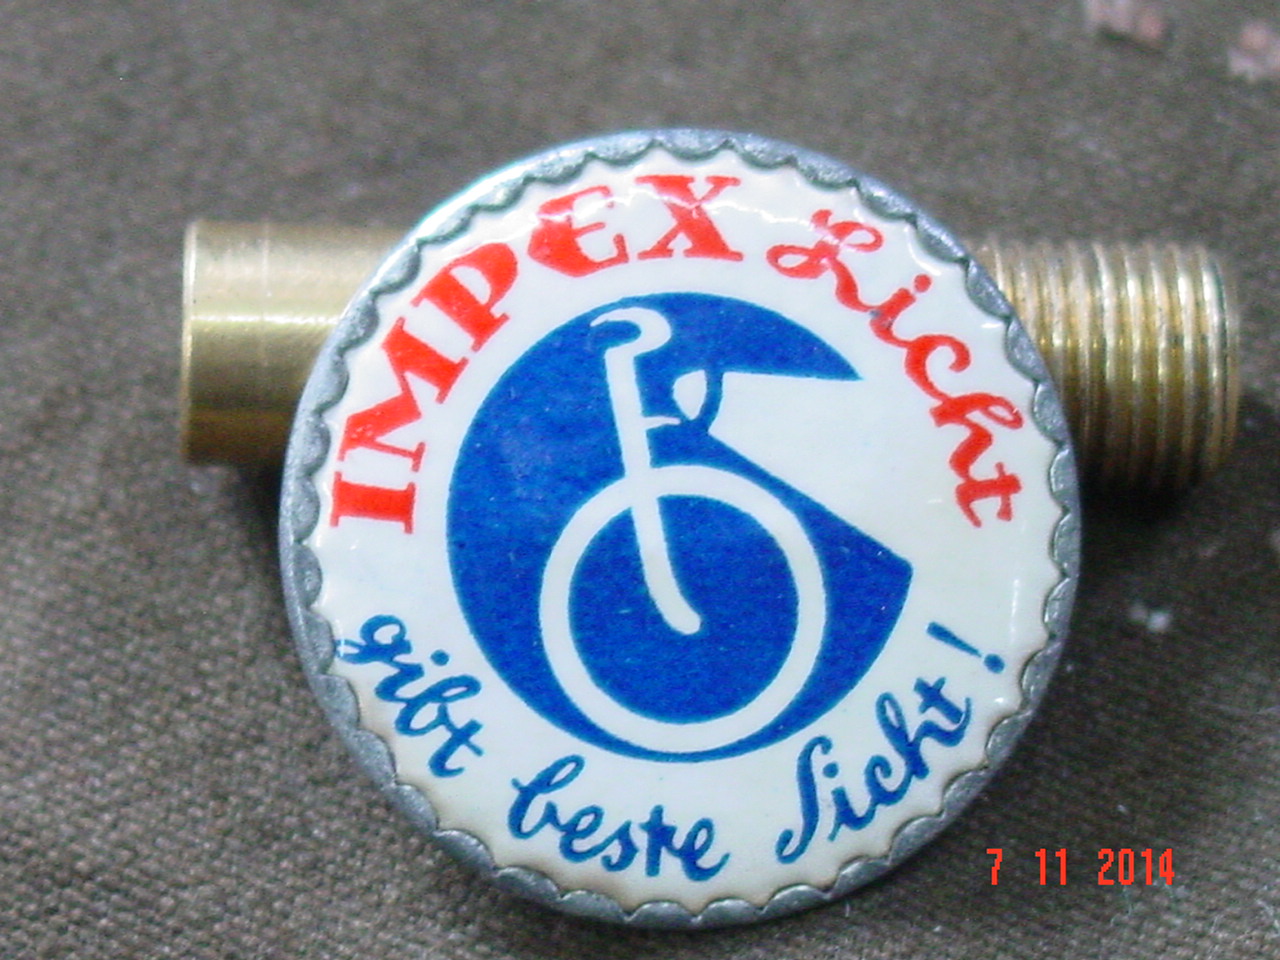 IMPEX Licht
gibt beste Sicht!
7 11 2014